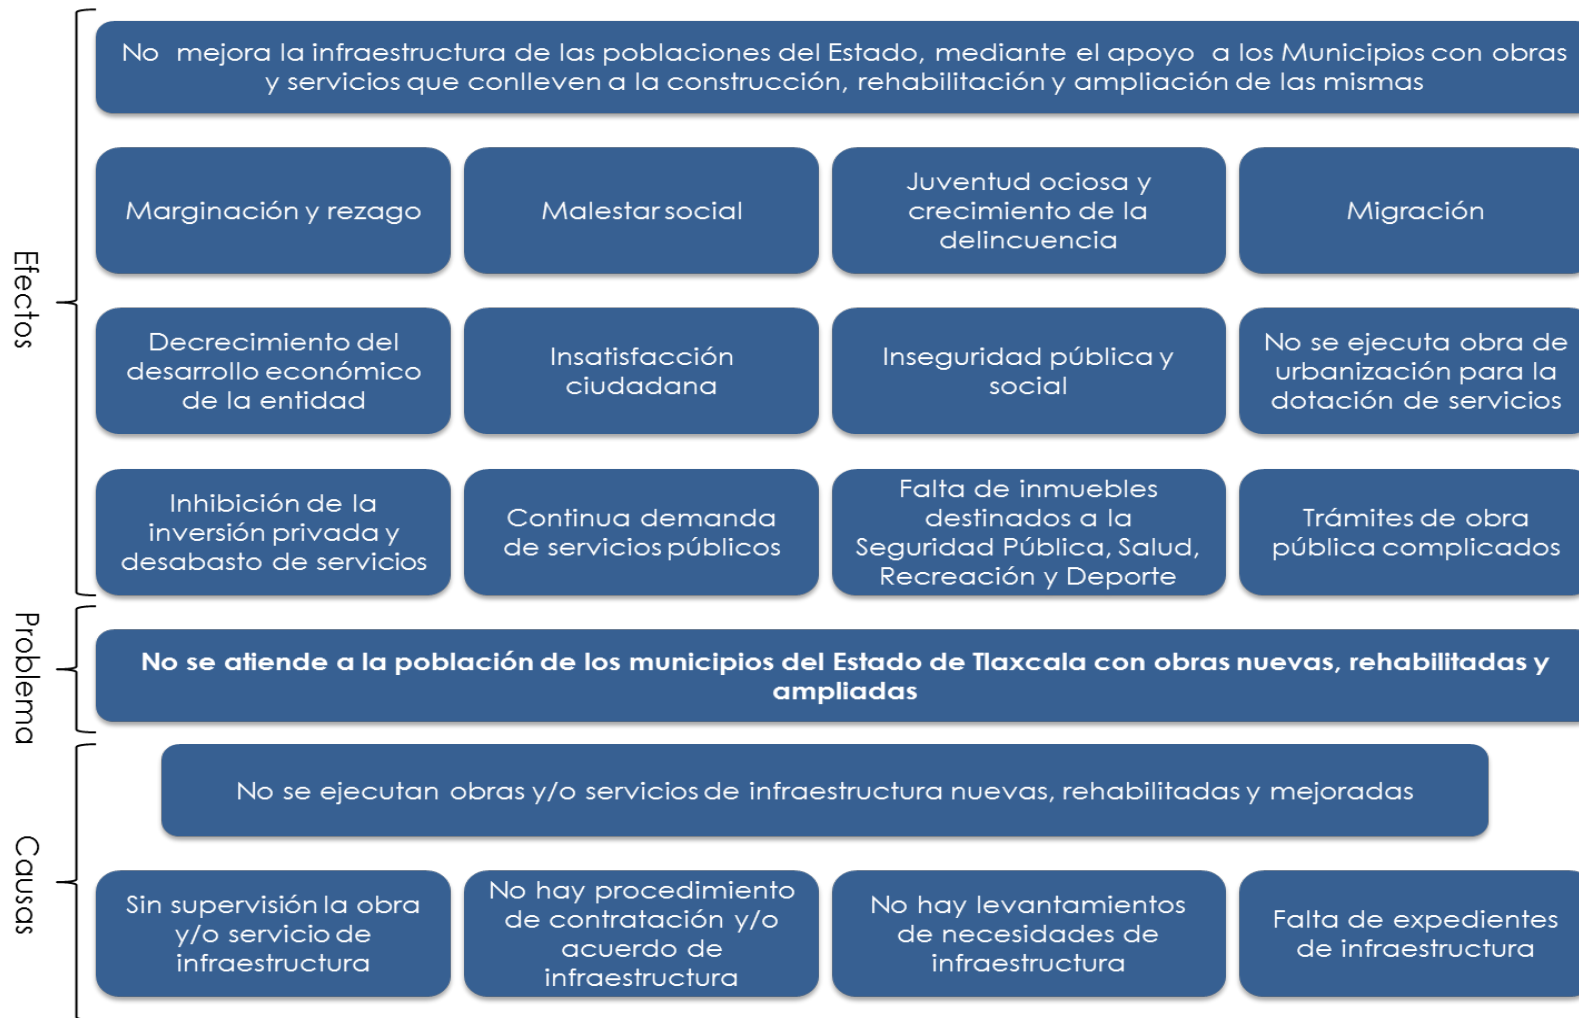 No  mejora la infraestructura de las poblaciones del Estado, mediante el apoyo  a los Municipios con obras
y servicios que conlleven a la construcción, rehabilitación y ampliación de las mismas
Efectos
Marginación y rezago
Malestar social
Juventud ociosa y
crecimiento de la
delincuencia
Migración
Decrecimiento del
desarrollo económico
de la entidad
Insatisfacción
ciudadana
Inseguridad pública y
social
No se ejecuta obra de
urbanización para la
dotación de servicios
Inhibición de la
inversión privada y
desabasto de servicios
Continua demanda
de servicios públicos
Falta de inmuebles
destinados a la
Seguridad Pública, Salud,
Recreación y Deporte
Trámites de obra
pública complicados
Problema
No se atiende a la población de los municipios del Estado de Tlaxcala con obras nuevas, rehabilitadas y
ampliadas
Causas
No se ejecutan obras y/o servicios de infraestructura nuevas, rehabilitadas y mejoradas
Sin supervisión la obra
y/o servicio de
infraestructura
No hay procedimiento
de contratación y/o
acuerdo de
infraestructura
No hay levantamientos
de necesidades de
infraestructura
Falta de expedientes
de infraestructura